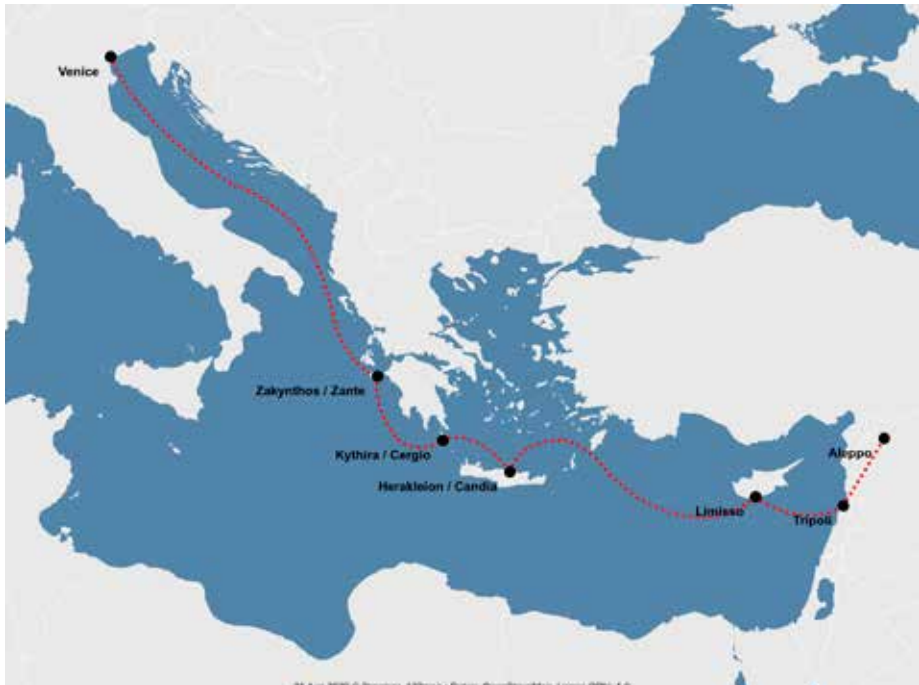 Venice
Zakynthos / Zante
Kythira / Cergio
Herakleion / Candia
Aleppo
Limisso
Tripoli